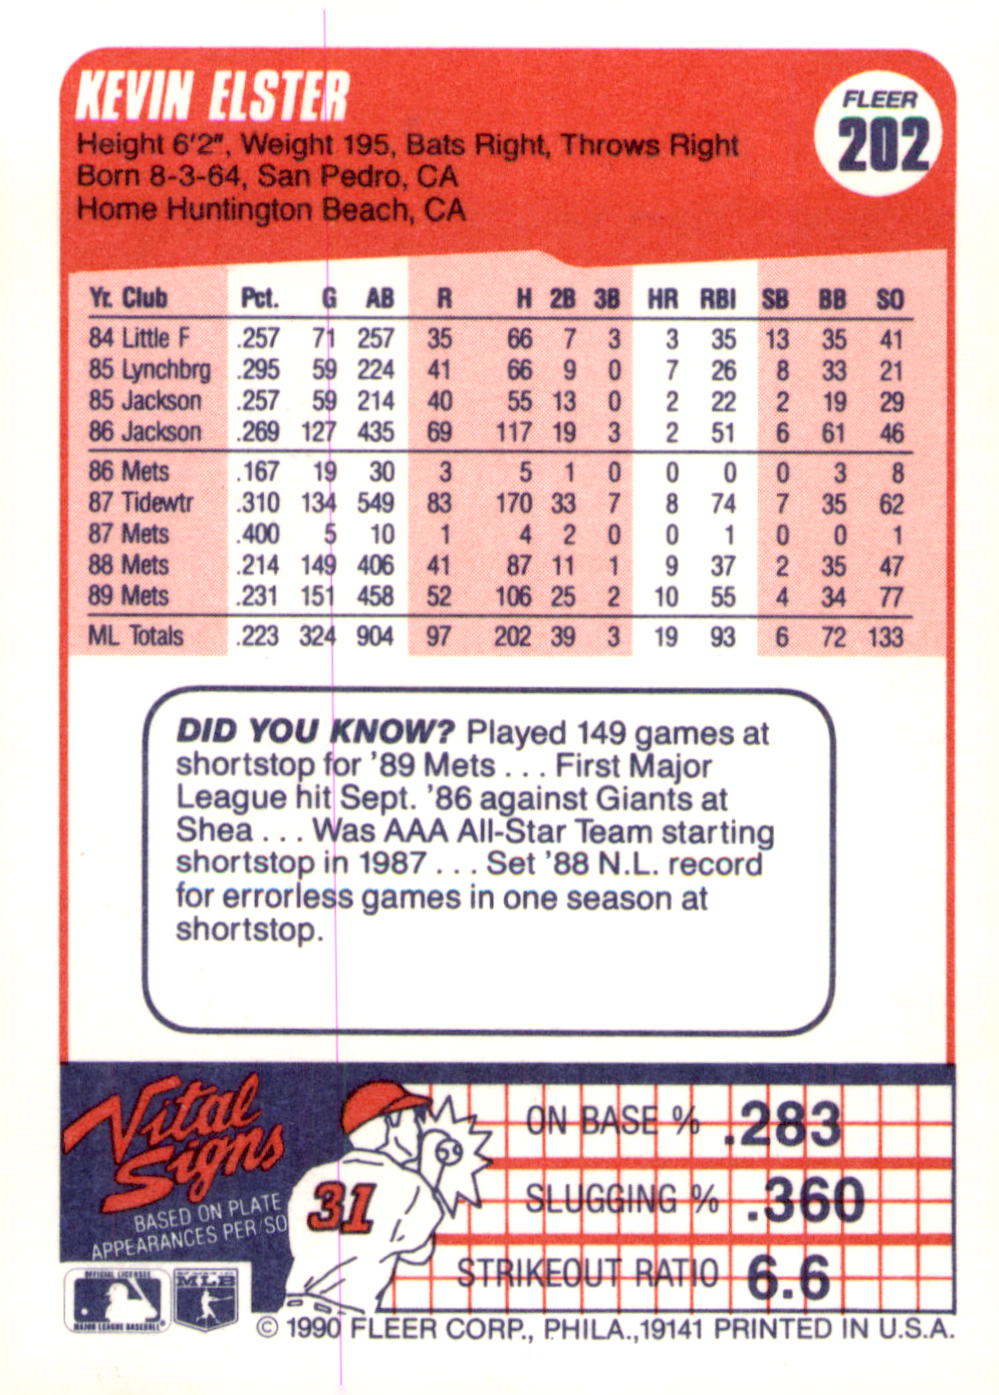 KEVIN ELSTER
FLEER
202
Height 6'2", Weight 195, Bats Right, Throws Right
Born 8-3-64, San Pedro, CA
Home Huntington Beach, CA
Yr. Club Pct. G AB R H 2B 3B HR RBI SB BB SO
84 Little F .257 71 257 35 66 7 3 3 35 13 35 41
85 Lynchbrg .295 59 224 41 66 9 0 7 26 8 33 21
85 Jackson .257 59 214 40 55 13 0 2 22 2 19 29
86 Jackson .269 127 435 69 117 19 3 2 51 6 61 46
86 Mets .167 19 30 3 5 1 0 0 0 0 3 8
87 Tidewtr .310 134 549 83 170 33 7 8 74 7 35 62
87 Mets .400 5 10 1 4 2 0 0 1 0 0 1
88 Mets .214 149 406 41 87 11 1 9 37 2 35 47
89 Mets .231 151 458 52 106 25 2 10 55 4 34 77
ML Totals .223 324 904 97 202 39 3 19 93 6 72 133
DID YOU KNOW? Played 149 games at
shortstop for '89 Mets . . . First Major
League hit Sept. '86 against Giants at
Shea . . . Was AAA All-Star Team starting
shortstop in 1987 . . . Set '88 N.L. record
for errorless games in one season at
shortstop.
Vital
Signs
BASED ON PLATE
APPEARANCES PER/SO
31
ON BASE % .283
SLUGGING % .360
STRIKEOUT RATIO 6.6
OFFICIAL LICENSEE
MAJOR LEAGUE BASEBALL®
MLB
© 1990 FLEER CORP., PHILA.,19141 PRINTED IN U.S.A.